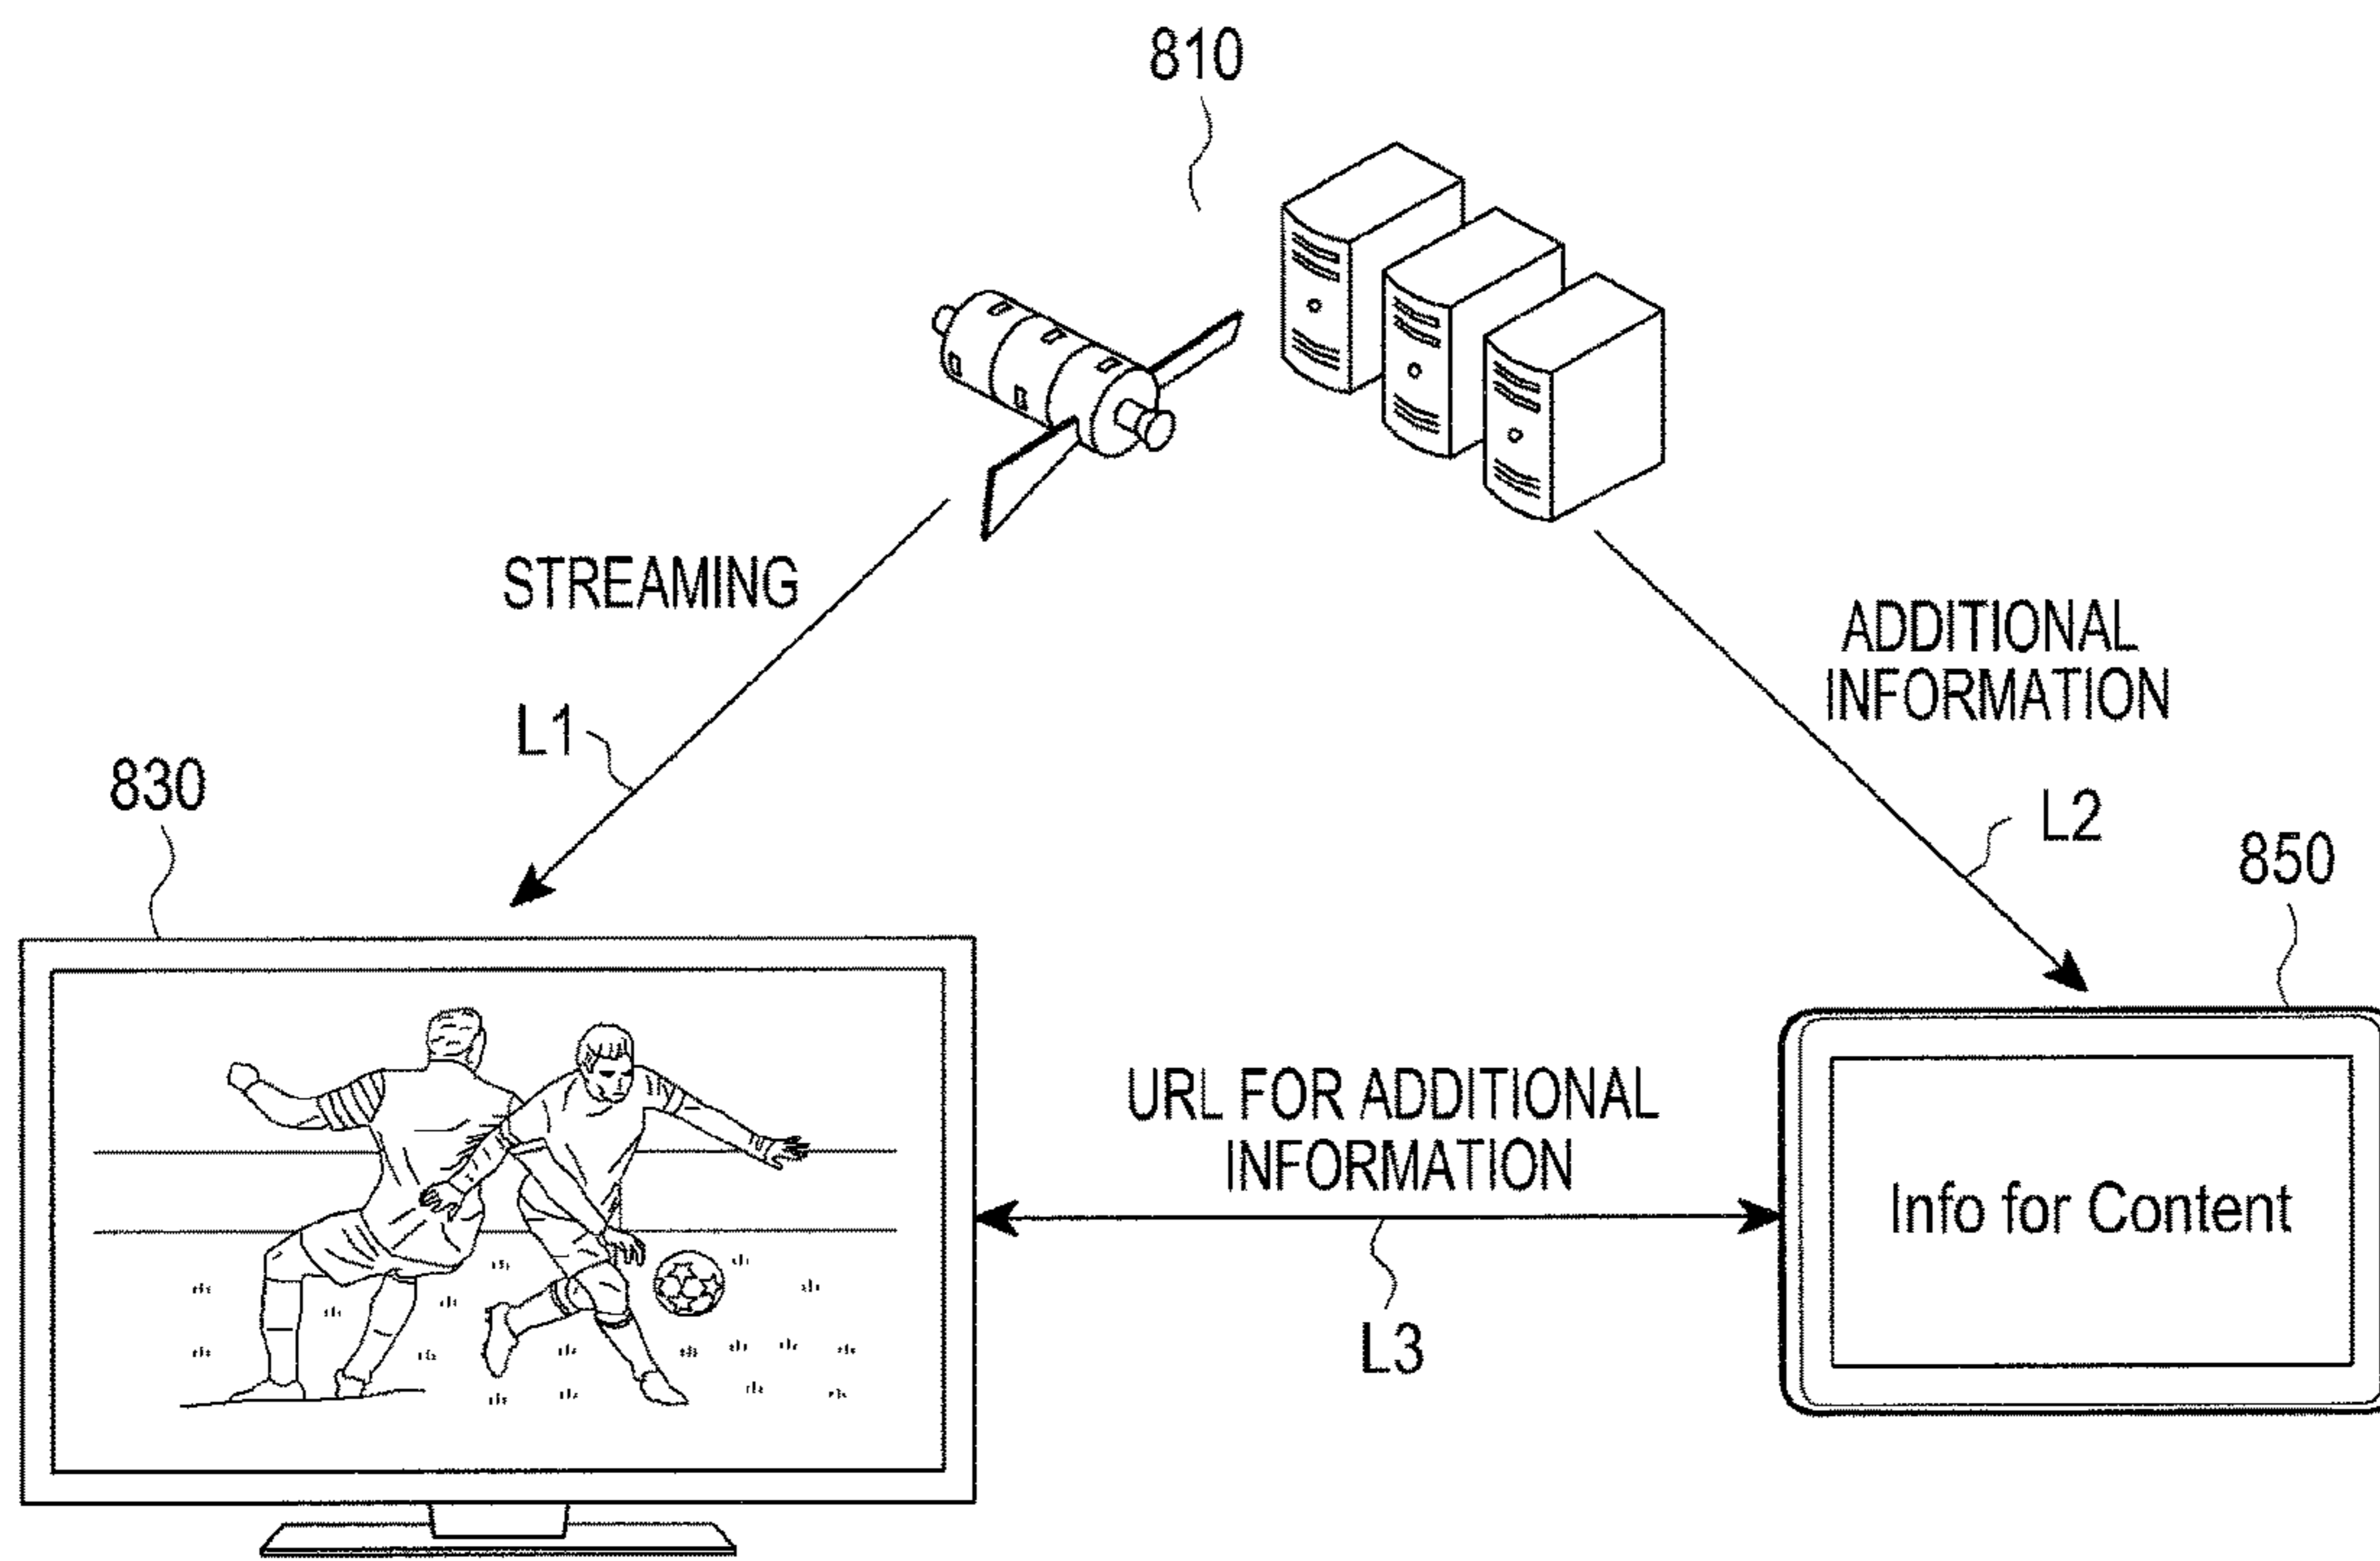 810
STREAMING
ADDITIONAL
INFORMATION
L1
L2
830
850
URL FOR ADDITIONAL
INFORMATION
Info for Content
L3